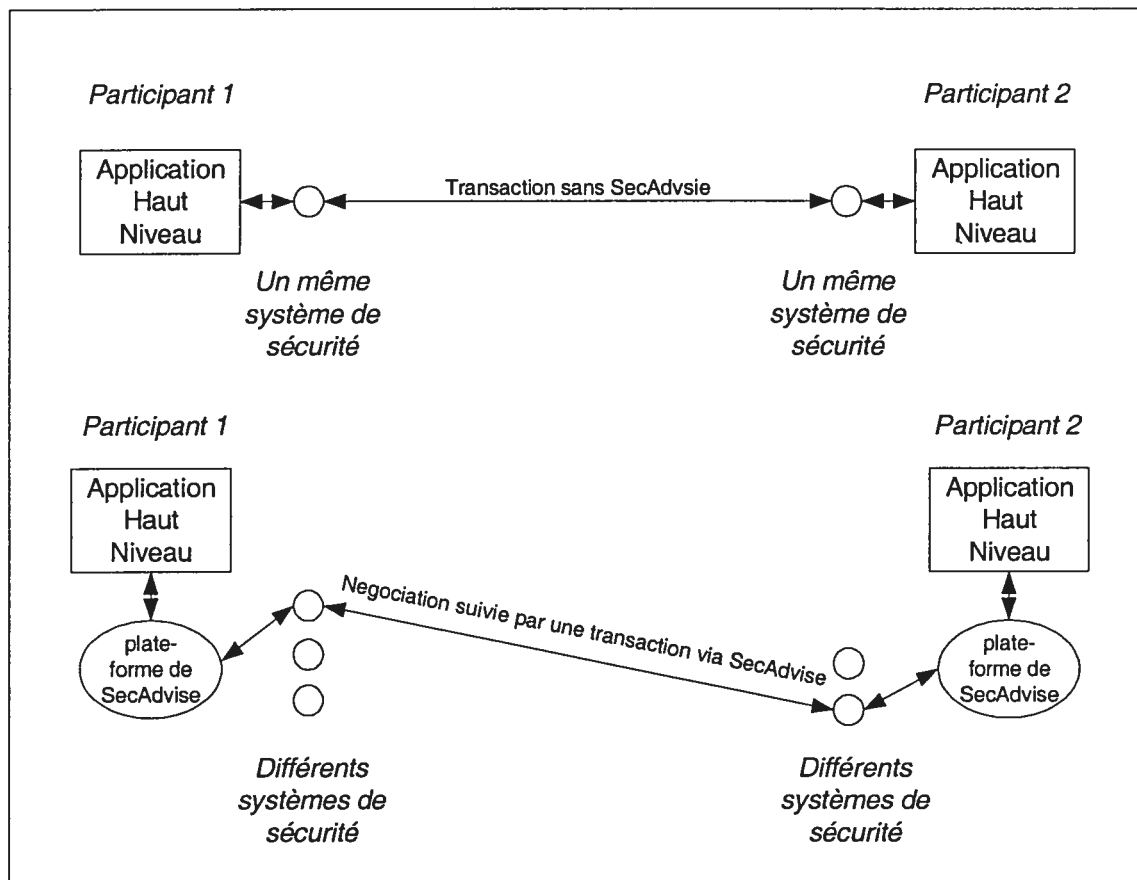 Participant 1
Participant 2
Application
Haut
Niveau
Transaction sans SecAdvsie
Application
Haut
Niveau
Un même
système de
sécurité
Un même
système de
sécurité
Participant 1
Participant 2
Application
Haut
Niveau
Application
Haut
Niveau
Negociation suivie par une transaction via SecAdvise
plate-
forme de
SecAdvise
plate-
forme de
SecAdvise
Différents
systèmes de
sécurité
Différents
systèmes de
sécurité